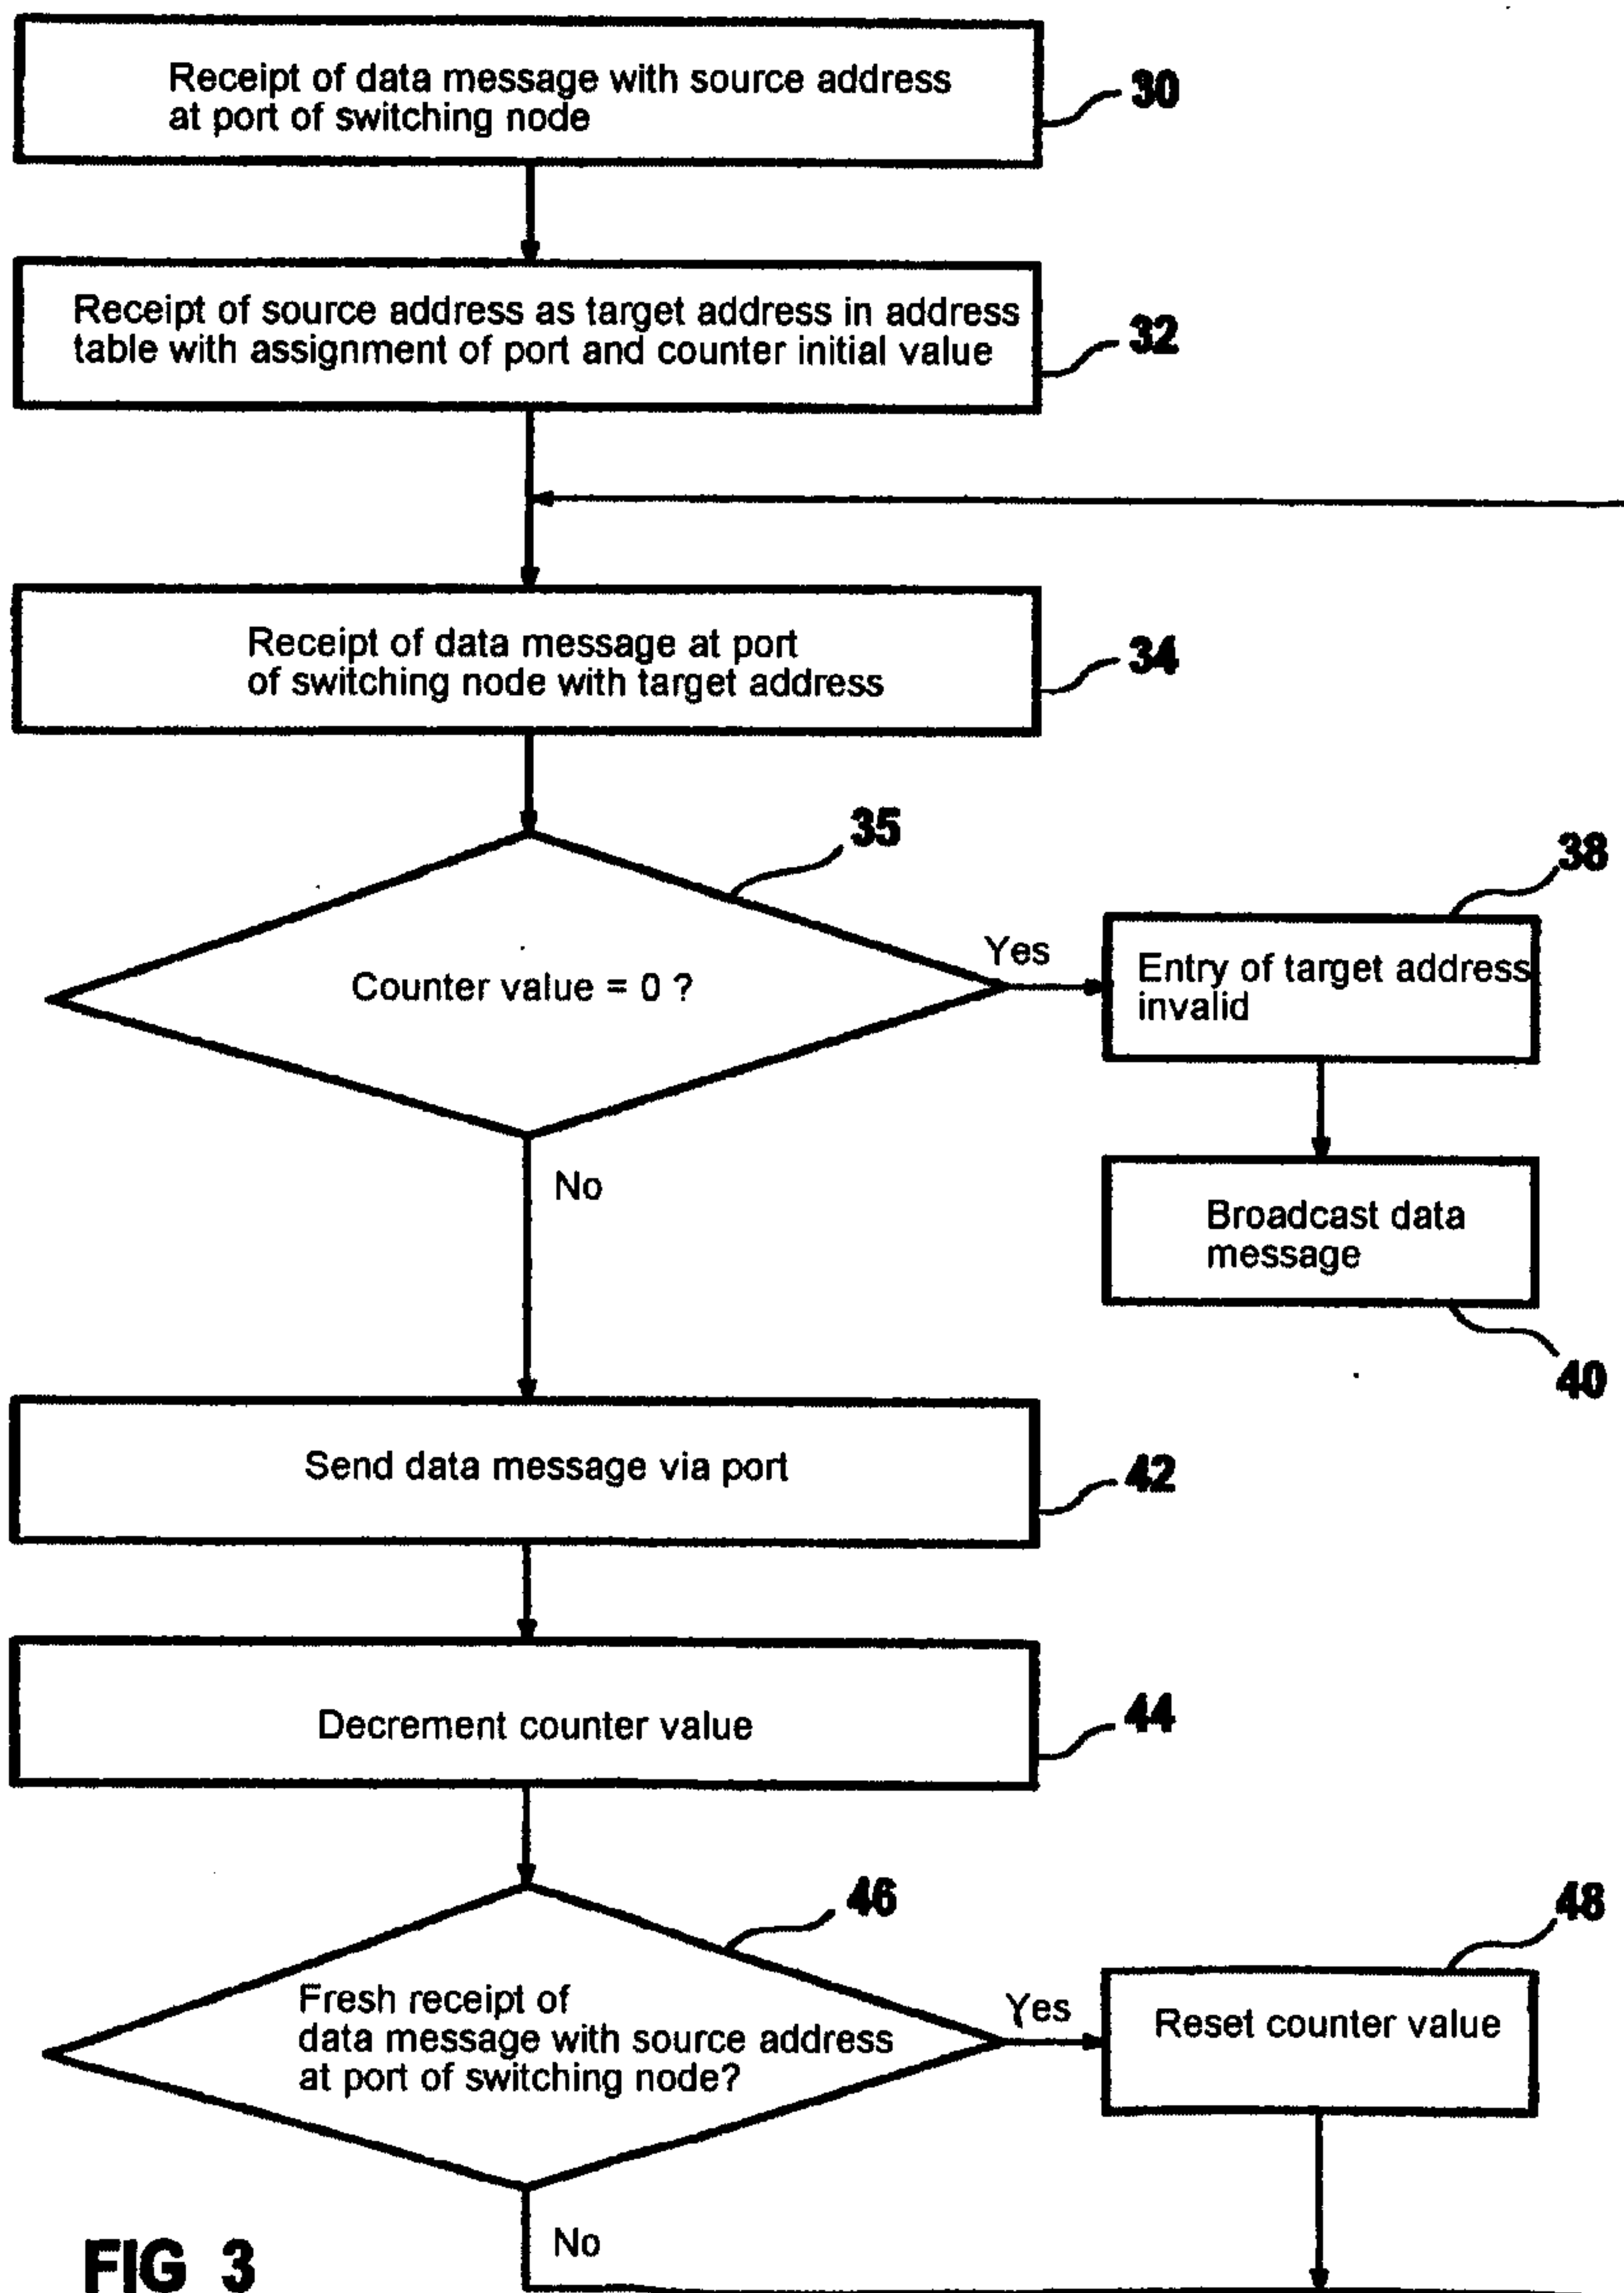 Receipt of data message with source address
at port of switching node
30
Receipt of source address as target address in address
table with assignment of port and counter initial value
32
Receipt of data message at port
of switching node with target address
34
35
Counter value = 0 ?
Yes
38
Entry of target address
invalid
No
Broadcast data
message
40
Send data message via port
42
Decrement counter value
44
46
Fresh receipt of
data message with source address
at port of switching node?
Yes
48
Reset counter value
No
FIG 3